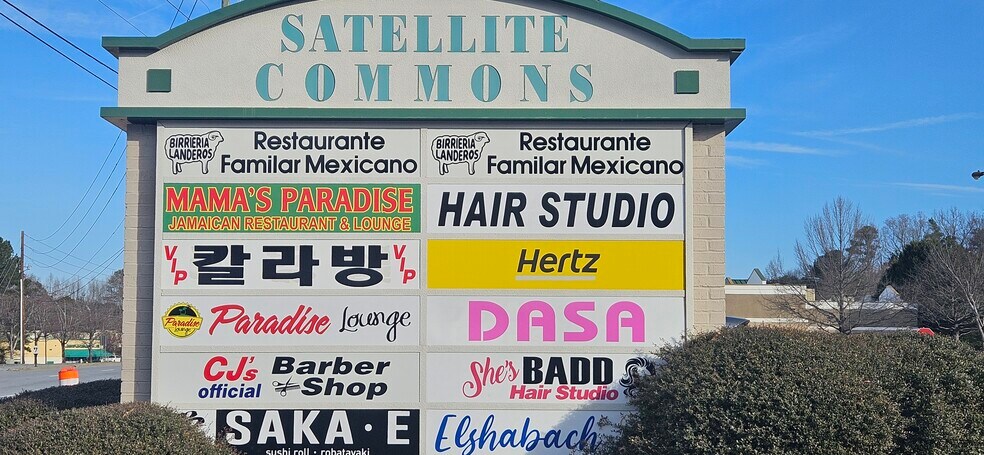 SATELLITE
COMMONS
BIRRIERIA
LANDEROS
Restaurante
Familar Mexicano
BIRRIERIA
LANDEROS
Restaurante
Familar Mexicano
MAMA'S PARADISE
JAMAICAN RESTAURANT & LOUNGE
HAIR STUDIO
VIP 칼라방 VIP
Hertz
Paradise
Lounge
Paradise Lounge
DASA
CJ's
official
Barber
Shop
She's BADD
Hair Studio
SAKA·E
sushi roll · robatayaki
Elshabach